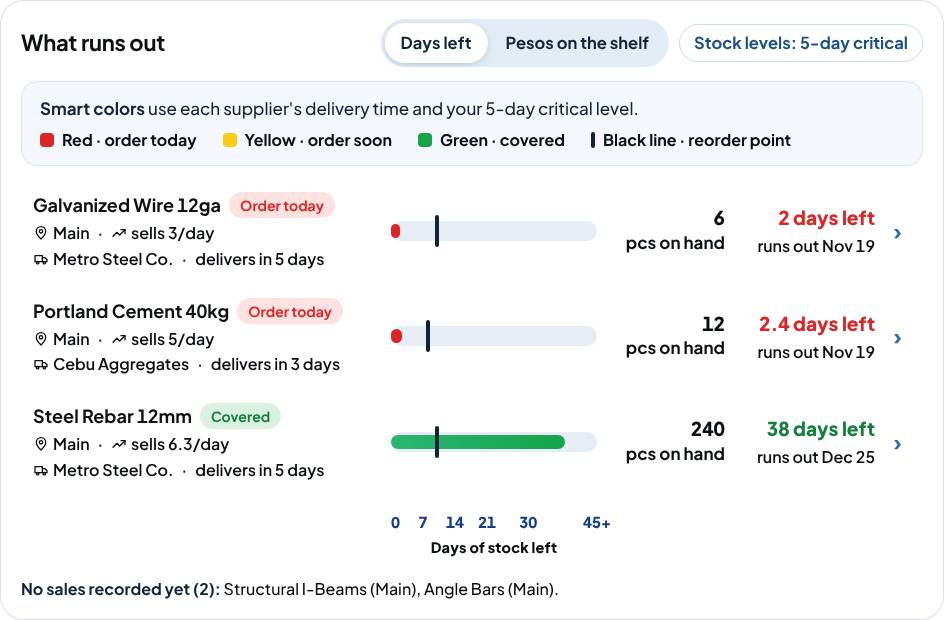 What runs out
Days left
Pesos on the shelf
Stock levels: 5-day critical
Smart colors use each supplier's delivery time and your 5-day critical level.
Red · order today
Yellow · order soon
Green · covered
Black line · reorder point
Galvanized Wire 12ga
Order today
Main · sells 3/day
Metro Steel Co. · delivers in 5 days
6
pcs on hand
2 days left
runs out Nov 19
›
Portland Cement 40kg
Order today
Main · sells 5/day
Cebu Aggregates · delivers in 3 days
12
pcs on hand
2.4 days left
runs out Nov 19
›
Steel Rebar 12mm
Covered
Main · sells 6.3/day
Metro Steel Co. · delivers in 5 days
240
pcs on hand
38 days left
runs out Dec 25
›
0 7 14 21 30 45+
Days of stock left
No sales recorded yet (2): Structural I-Beams (Main), Angle Bars (Main).